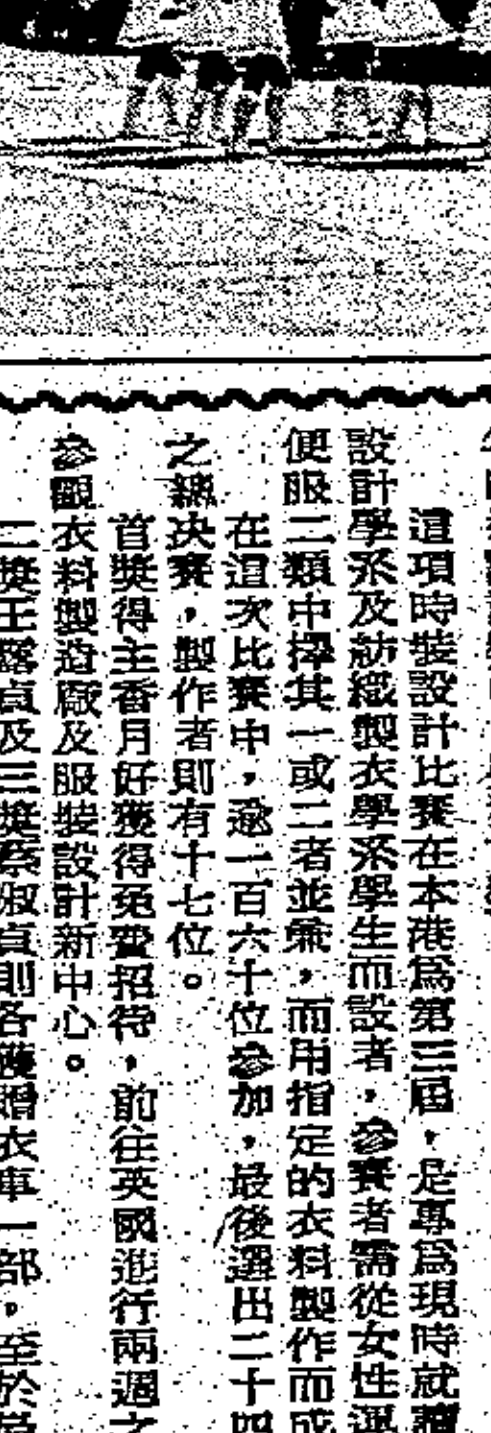 這項時裝設計比賽在本港爲第三屆，是專爲現時就讀
設計學系及紡織製衣學系學生而設者，參賽者需從女性運
便服二類中擇其一或二者並兼，而用指定的衣料製作而成
在這次比賽中，逾一百六十位參加，最後選出二十四
之總决賽，製作者則有十七位。
首獎得主香月好獲得免費招待，前往英國進行兩週之
參觀衣料製造廠及服裝設計新中心。
二獎王露貞及三獎蔡淑貞則各獲贈衣車一部，至於